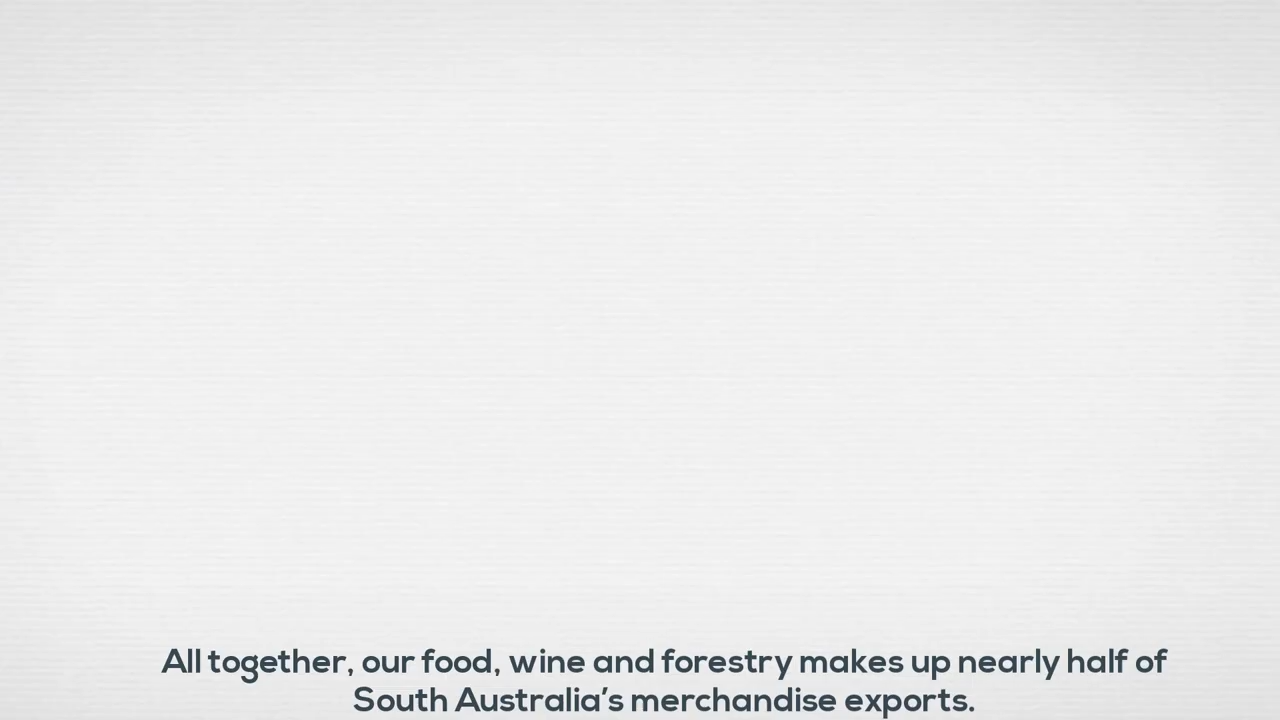 All together, our food, wine and forestry makes up nearly half of
South Australia’s merchandise exports.